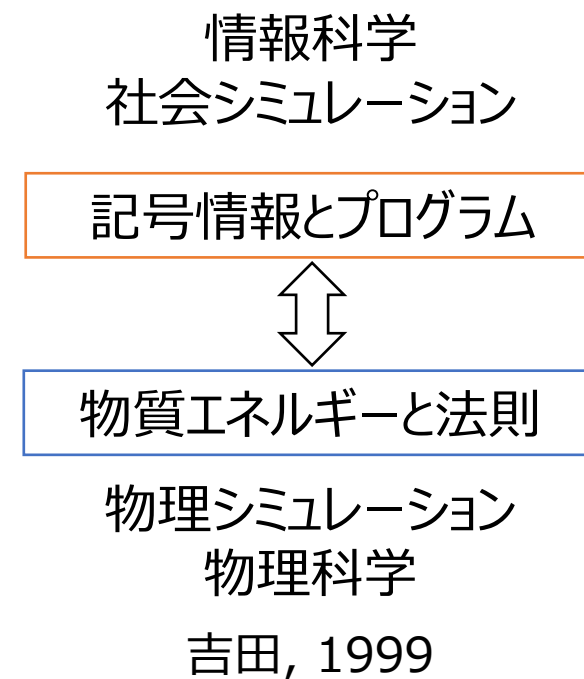 情報科学
社会シミュレーション
記号情報とプログラム
物質エネルギーと法則
物理シミュレーション
物理科学
吉田, 1999